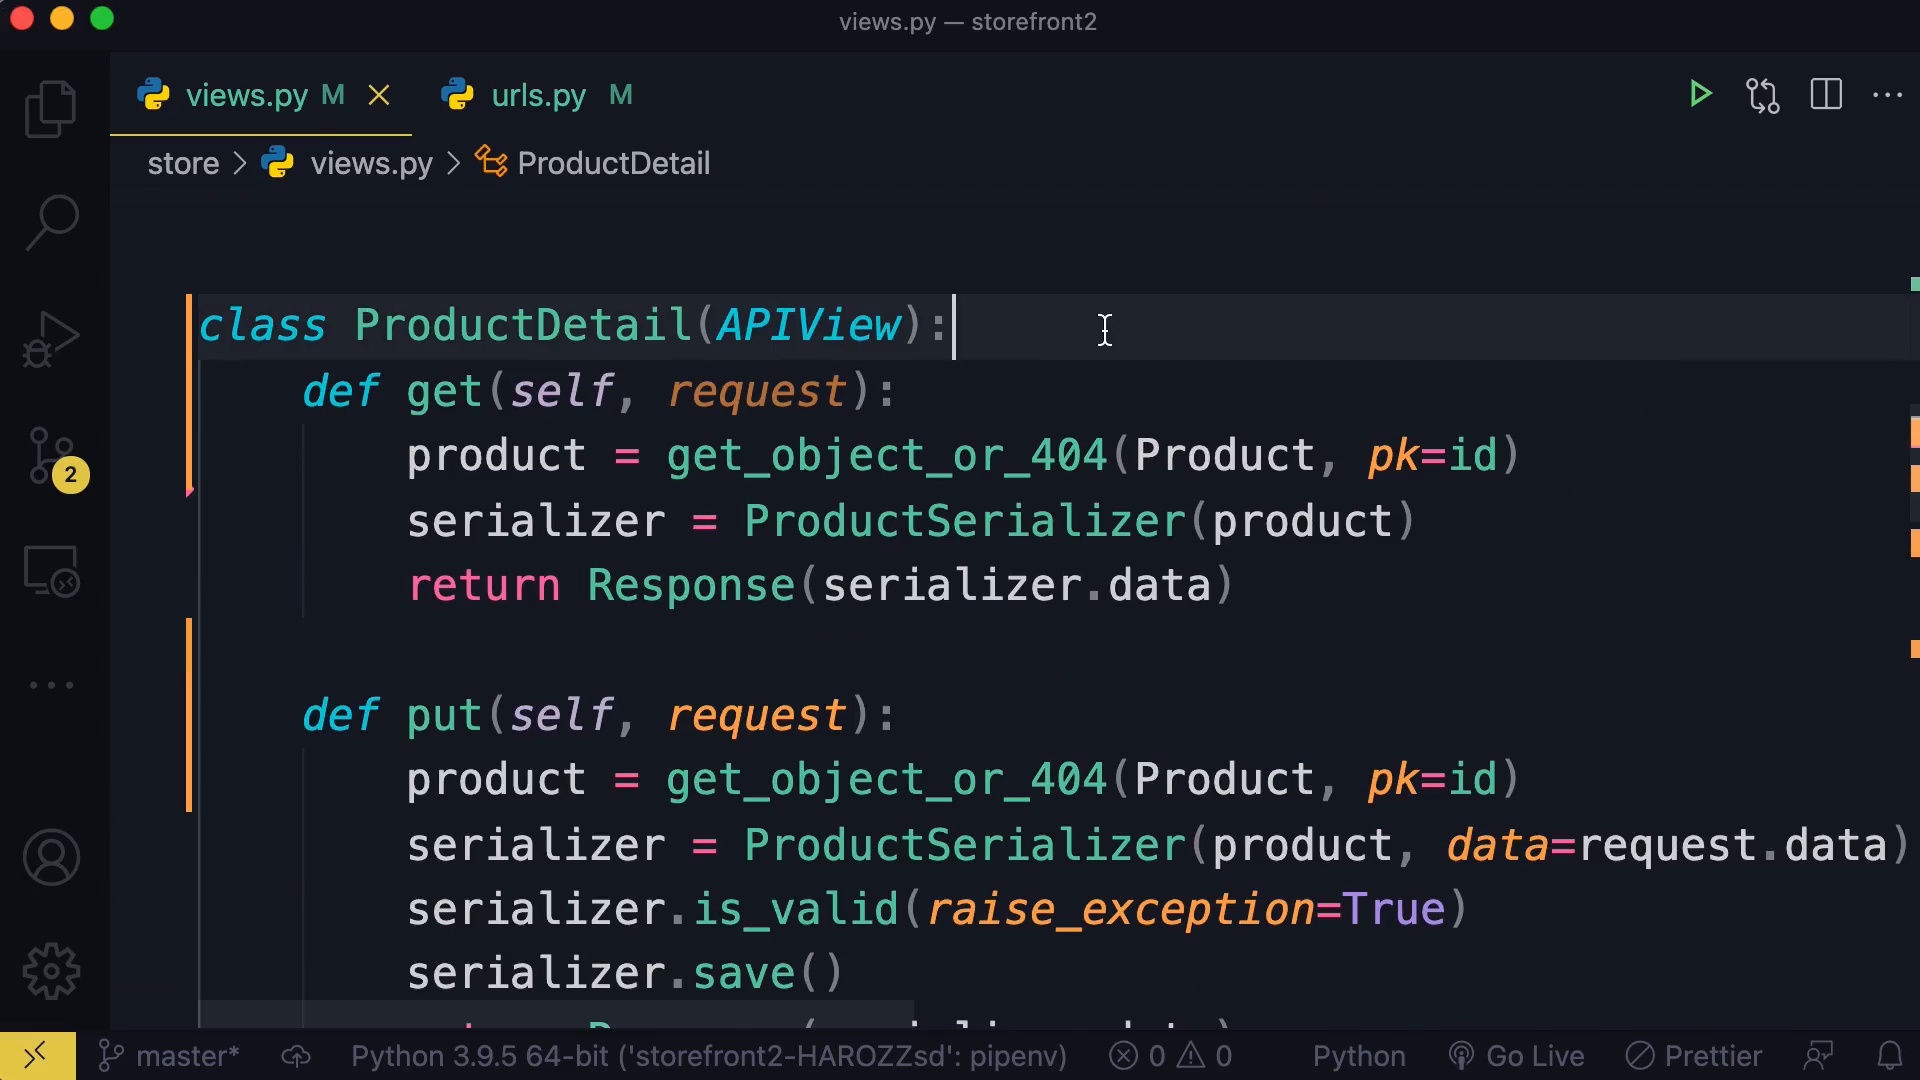 views.py — storefront2
views.py M
urls.py M
store > views.py > ProductDetail
class ProductDetail(APIView):
def get(self, request):
product = get_object_or_404(Product, pk=id)
serializer = ProductSerializer(product)
return Response(serializer.data)
def put(self, request):
product = get_object_or_404(Product, pk=id)
serializer = ProductSerializer(product, data=request.data)
serializer.is_valid(raise_exception=True)
serializer.save()
2
master*
Python 3.9.5 64-bit ('storefront2-HAROZZsd': pipenv)
0
0
Python
Go Live
Prettier